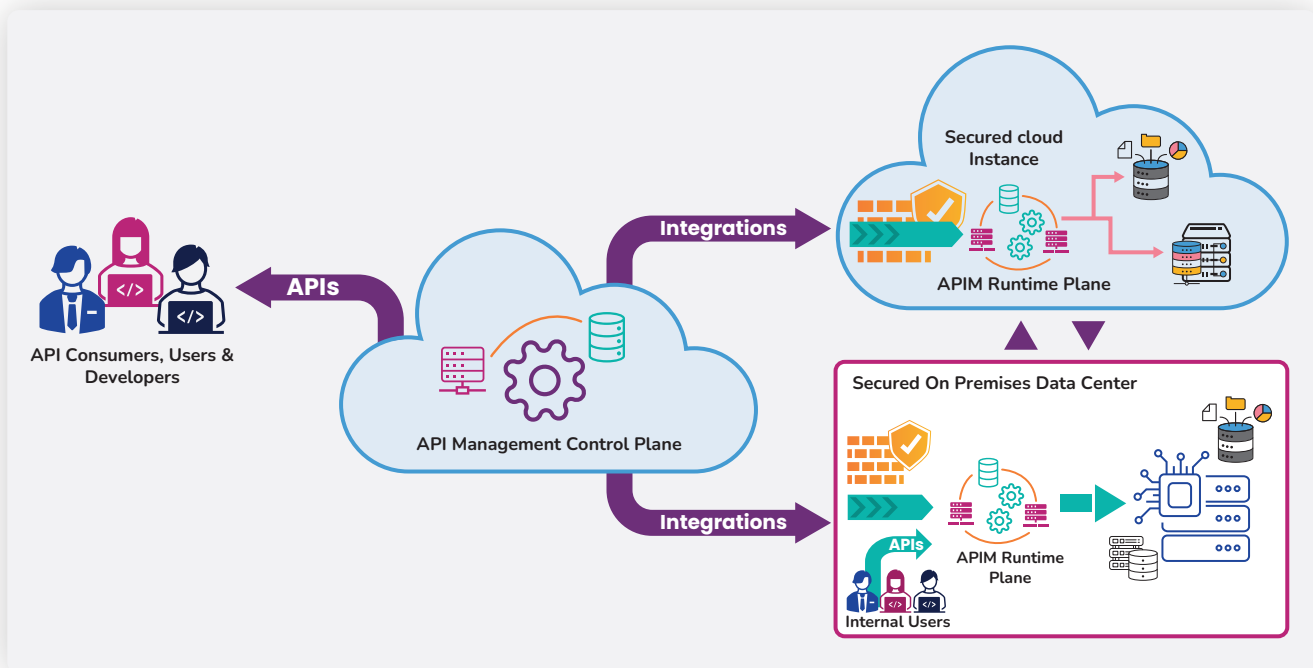 Secured cloud
Instance
APIM Runtime Plane
Integrations
APIs
</>
</>
API Consumers, Users &
Developers
API Management Control Plane
Integrations
Secured On Premises Data Center
APIs
APIM Runtime
Plane
</>
</>
Internal Users